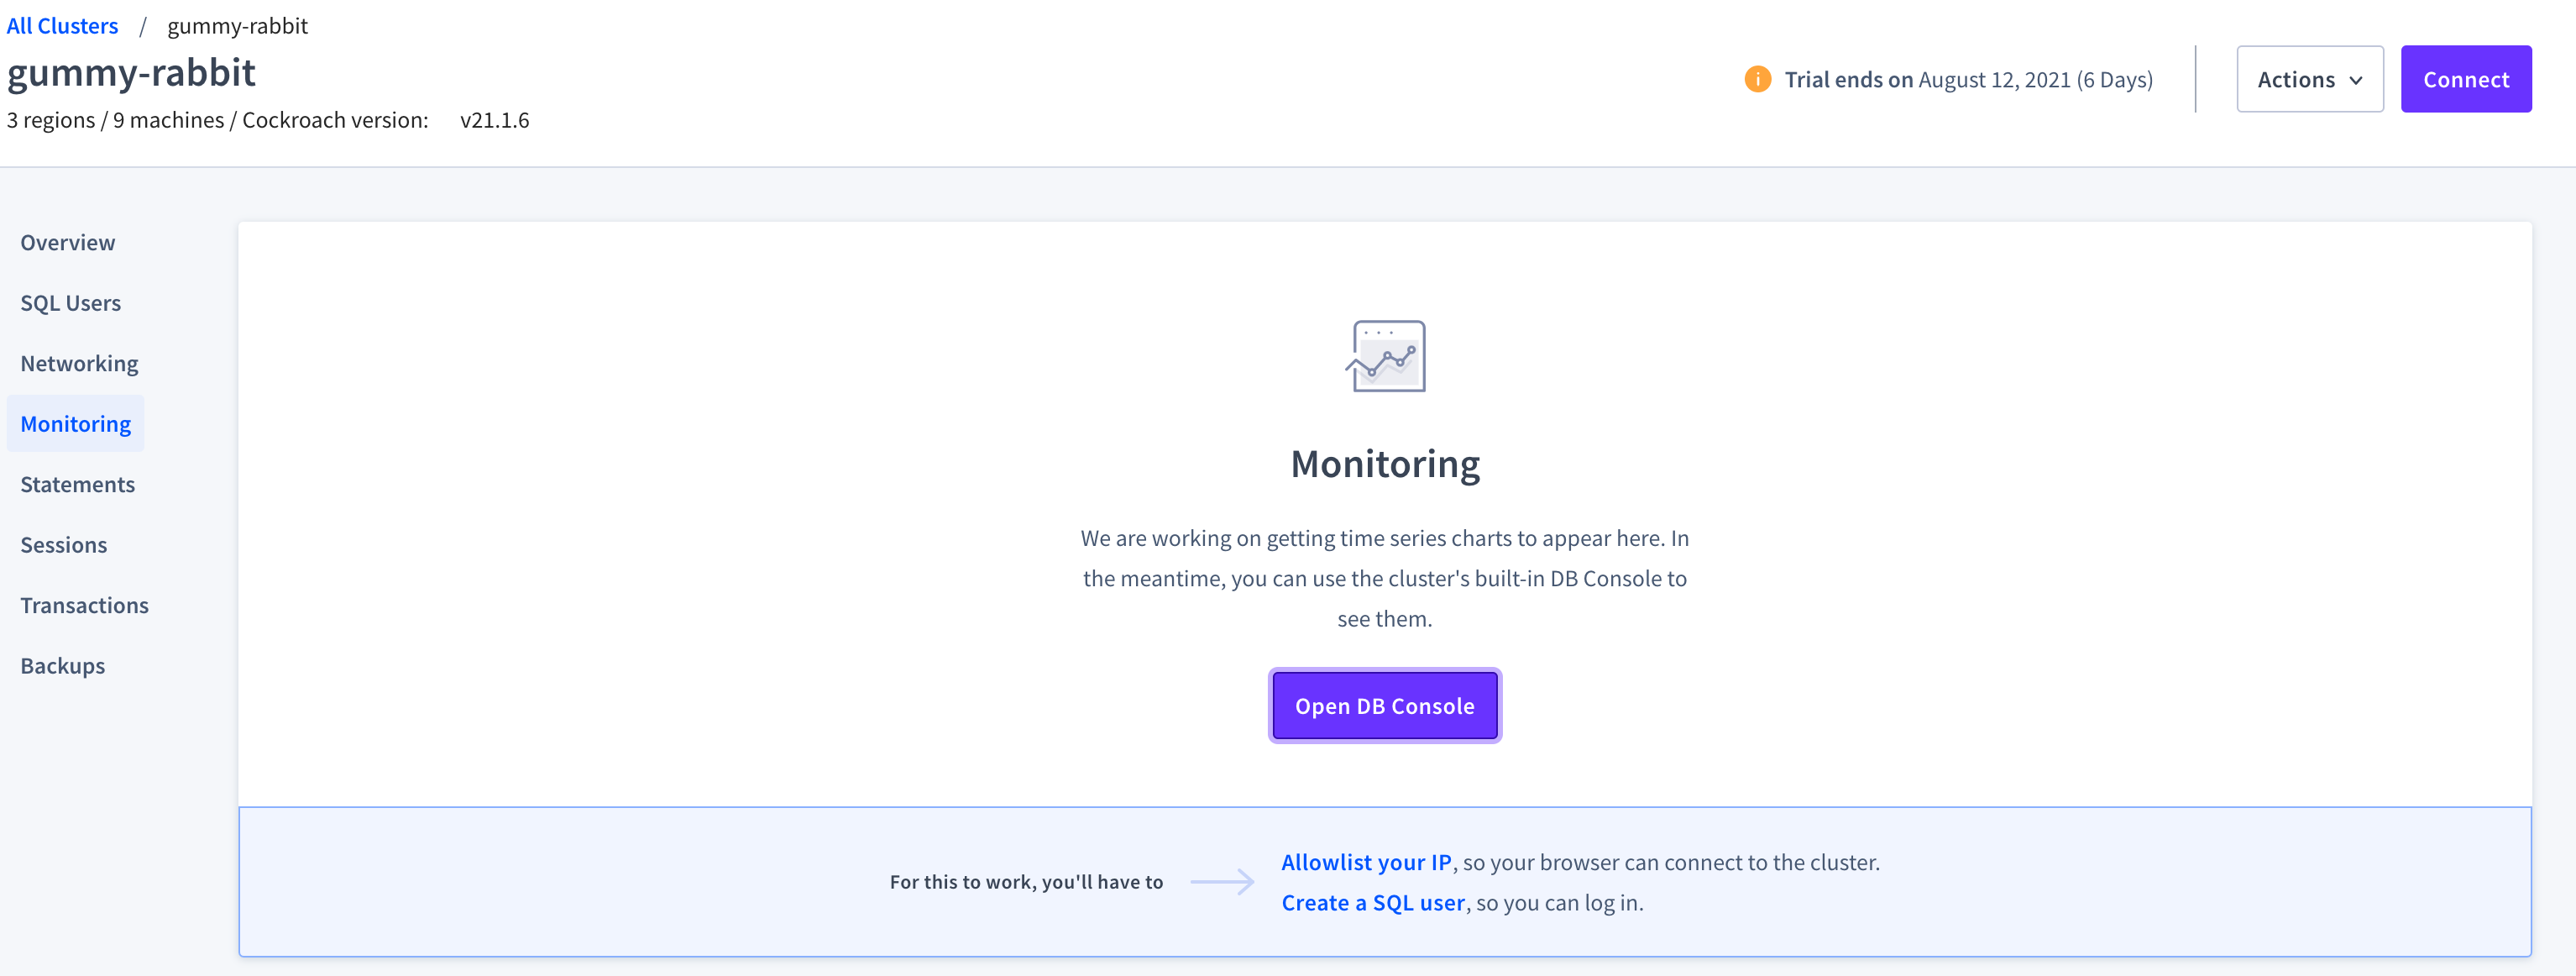 All Clusters / gummy-rabbit
gummy-rabbit
3 regions / 9 machines / Cockroach version: v21.1.6
Trial ends on August 12, 2021 (6 Days)
Actions
Connect
Overview
SQL Users
Networking
Monitoring
Statements
Sessions
Transactions
Backups
Monitoring
We are working on getting time series charts to appear here. In
the meantime, you can use the cluster's built-in DB Console to
see them.
Open DB Console
For this to work, you'll have to
Allowlist your IP, so your browser can connect to the cluster.
Create a SQL user, so you can log in.